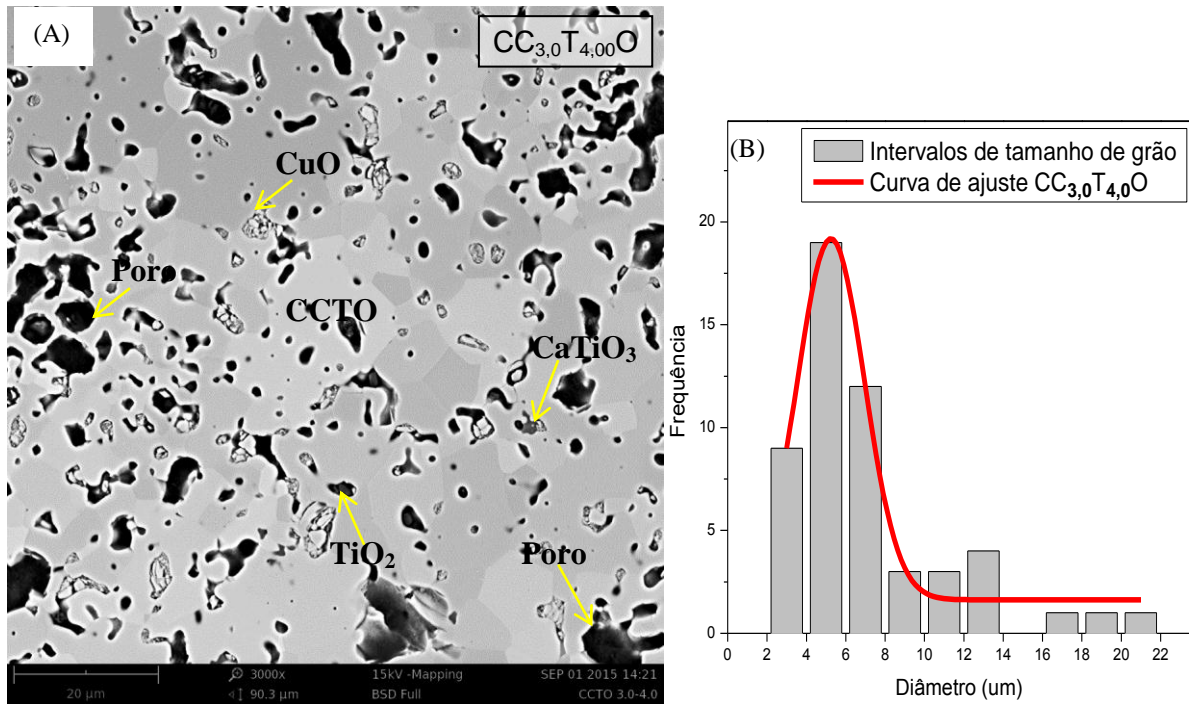 (A)
CC3,0T4,00O
CuO
Poro
CCTO
CaTiO3
TiO2
Poro
20 µm
3000x
15kV -Mapping
SEP 01 2015 14:21
90.3 µm
BSD Full
CCTO 3.0-4.0
(B)
Intervalos de tamanho de grão
Curva de ajuste CC3,0T4,0O
Frequência
20
15
10
5
0
0 2 4 6 8 10 12 14 16 18 20 22
Diâmetro (um)